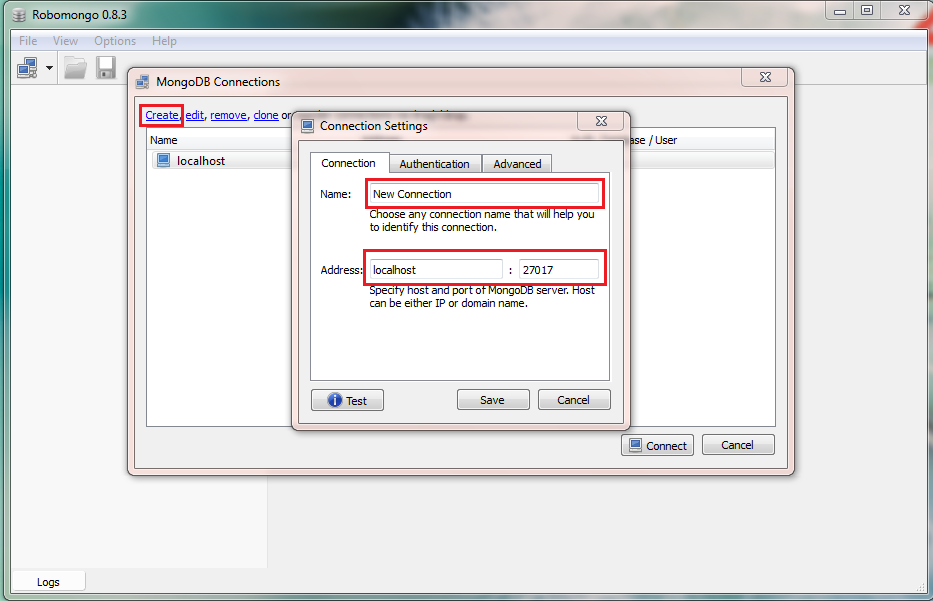 Robomongo 0.8.3
File View Options Help
MongoDB Connections
Create, edit, remove, clone or
Name
ase / User
localhost
Connection Settings
Connection Authentication Advanced
Name: New Connection
Choose any connection name that will help you
to identify this connection.
Address: localhost : 27017
Specify host and port of MongoDB server. Host
can be either IP or domain name.
Test Save Cancel
Connect Cancel
Logs